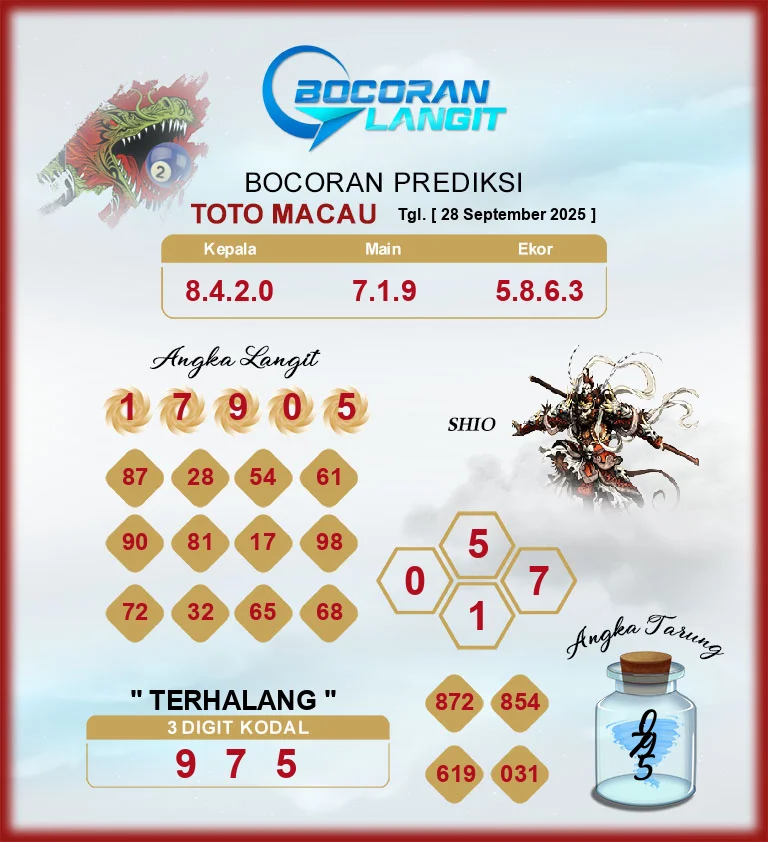 BOCORAN
LANGIT
2
BOCORAN PREDIKSI
TOTO MACAU Tgl. [ 28 September 2025 ]
Kepala Main Ekor
8.4.2.0 7.1.9 5.8.6.3
Angka Langit
1 7 9 0 5
SHIO
87 28 54 61
90 81 17 98
72 32 65 68
5
0 7
1
Angka Tarung
" TERHALANG "
3 DIGIT KODAL
9 7 5
872 854
619 031